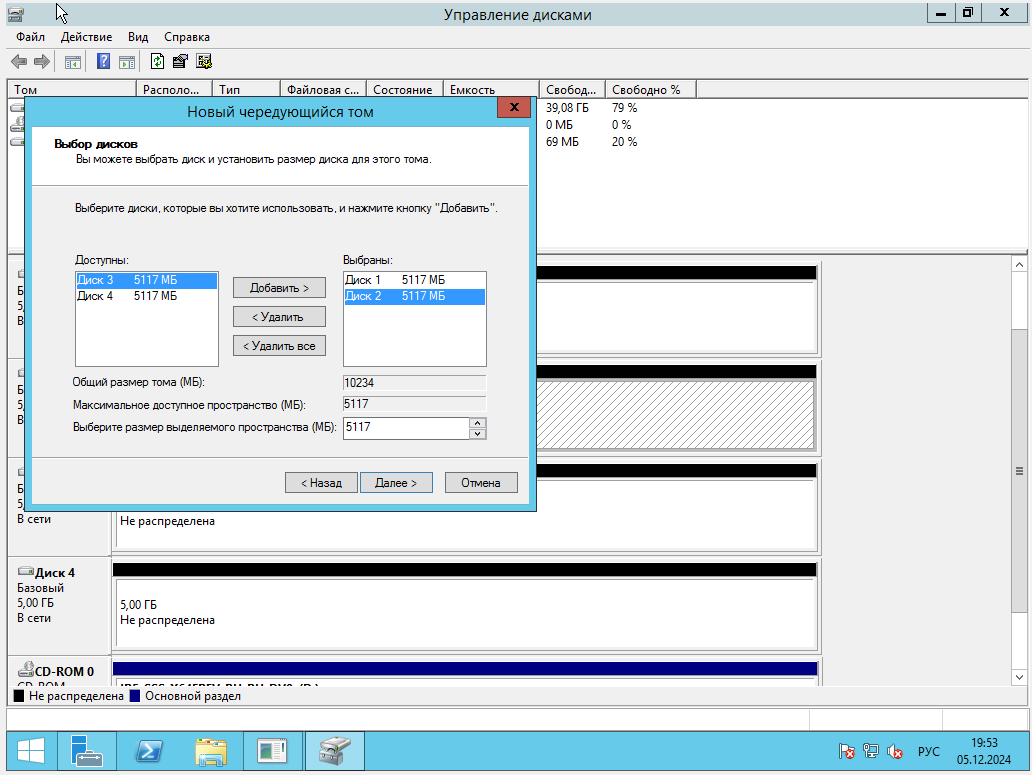 Управление дисками
Файл Действие Вид Справка
Том Располо... Тип Файловая с... Состояние Емкость Свобод... Свободно %
39,08 ГБ 79 %
0 МБ 0 %
69 МБ 20 %
Новый чередующийся том
Выбор дисков
Вы можете выбрать диск и установить размер диска для этого тома.
Выберите диски, которые вы хотите использовать, и нажмите кнопку "Добавить".
Доступны: Выбраны:
Диск 3 5117 МБ Диск 1 5117 МБ
Диск 4 5117 МБ Диск 2 5117 МБ
Добавить >
< Удалить
< Удалить все
Общий размер тома (МБ): 10234
Максимальное доступное пространство (МБ): 5117
Выберите размер выделяемого пространства (МБ): 5117
< Назад Далее > Отмена
В сети Не распределена
Диск 4
Базовый
5,00 ГБ 5,00 ГБ
В сети Не распределена
CD-ROM 0
CD-ROM
Не распределена Основной раздел
РУС 19:53
05.12.2024